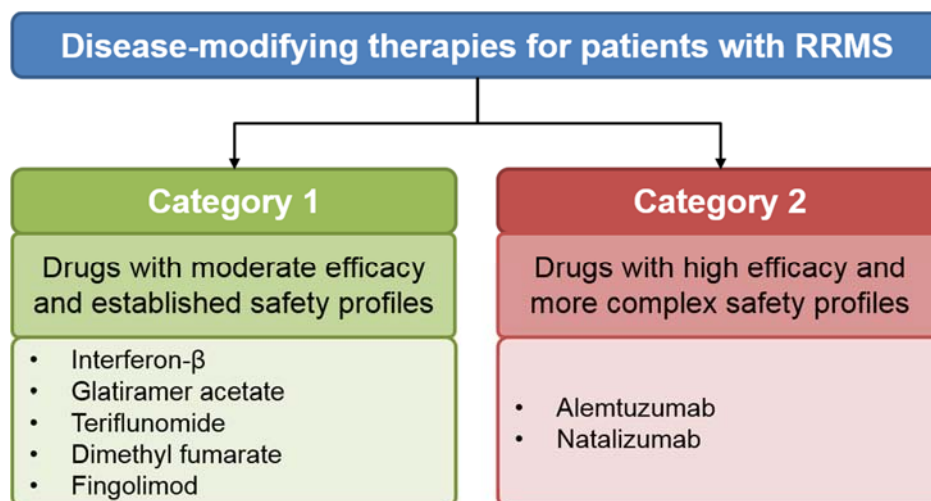 Disease-modifying therapies for patients with RRMS
Category 1
Drugs with moderate efficacy
and established safety profiles
• Interferon-β
• Glatiramer acetate
• Teriflunomide
• Dimethyl fumarate
• Fingolimod
Category 2
Drugs with high efficacy and
more complex safety profiles
• Alemtuzumab
• Natalizumab